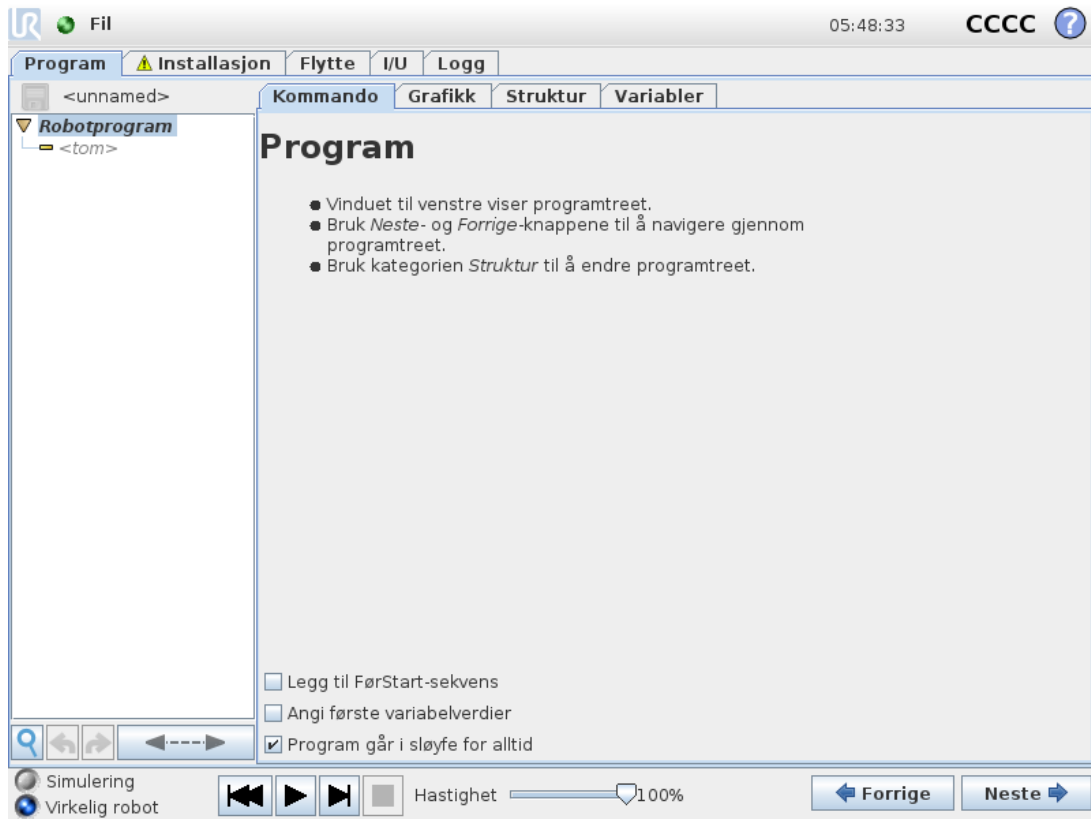 UR Fil 05:48:33 CCCC ?
Program Installasjon Flytte I/U Logg
<unnamed> Kommando Grafikk Struktur Variabler
Robotprogram
<tom>
Program
Vinduet til venstre viser programtreet.
Bruk Neste- og Forrige-knappene til å navigere gjennom
programtreet.
Bruk kategorien Struktur til å endre programtreet.
Legg til FørStart-sekvens
Angi første variabelverdier
Program går i sløyfe for alltid
Simulering
Virkelig robot
Hastighet 100% Forrige Neste